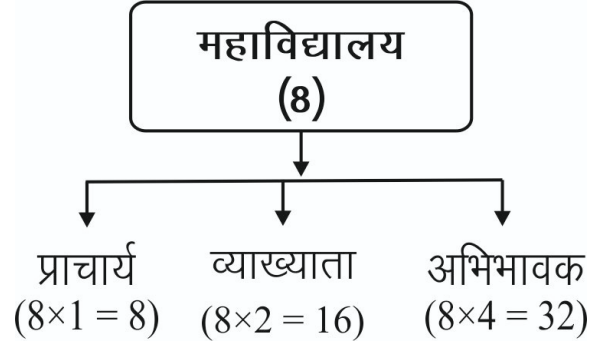 महाविद्यालय
(8)
प्राचार्य व्याख्याता अभिभावक
(8×1 = 8) (8×2 = 16) (8×4 = 32)